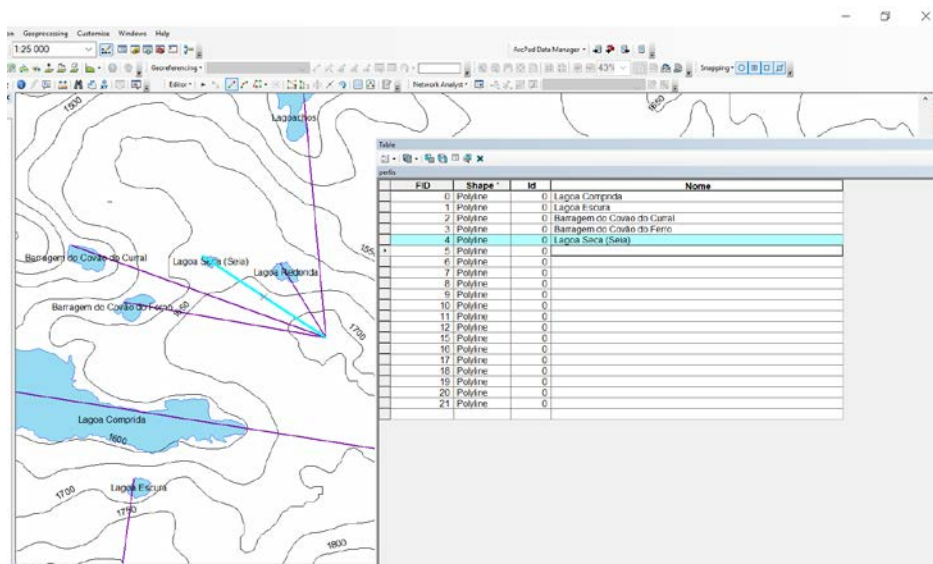 Geoprocessing Customize Windows Help
1:25 000
ArcPad Data Manager
Georeferencing
43%
Snapping
Editor
Network Analyst
1500
1650
Lagoachos
Barragem do Covão do Curral
Lagoa Seca (Seia)
Lagoa Redonda
Barragem do Covão do Ferro
1700
Lagoa Comprida
1600
Lagoa Escura
1700
1750
1800
Table
perfis
FID Shape * Id Nome
0 Polyline 0 Lagoa Comprida
1 Polyline 0 Lagoa Escura
2 Polyline 0 Barragem do Covao do Curral
3 Polyline 0 Barragem do Covão do Ferro
4 Polyline 0 Lagoa Seca (Seia)
5 Polyline 0
6 Polyline 0
7 Polyline 0
8 Polyline 0
9 Polyline 0
10 Polyline 0
11 Polyline 0
12 Polyline 0
15 Polyline 0
16 Polyline 0
17 Polyline 0
18 Polyline 0
19 Polyline 0
20 Polyline 0
21 Polyline 0